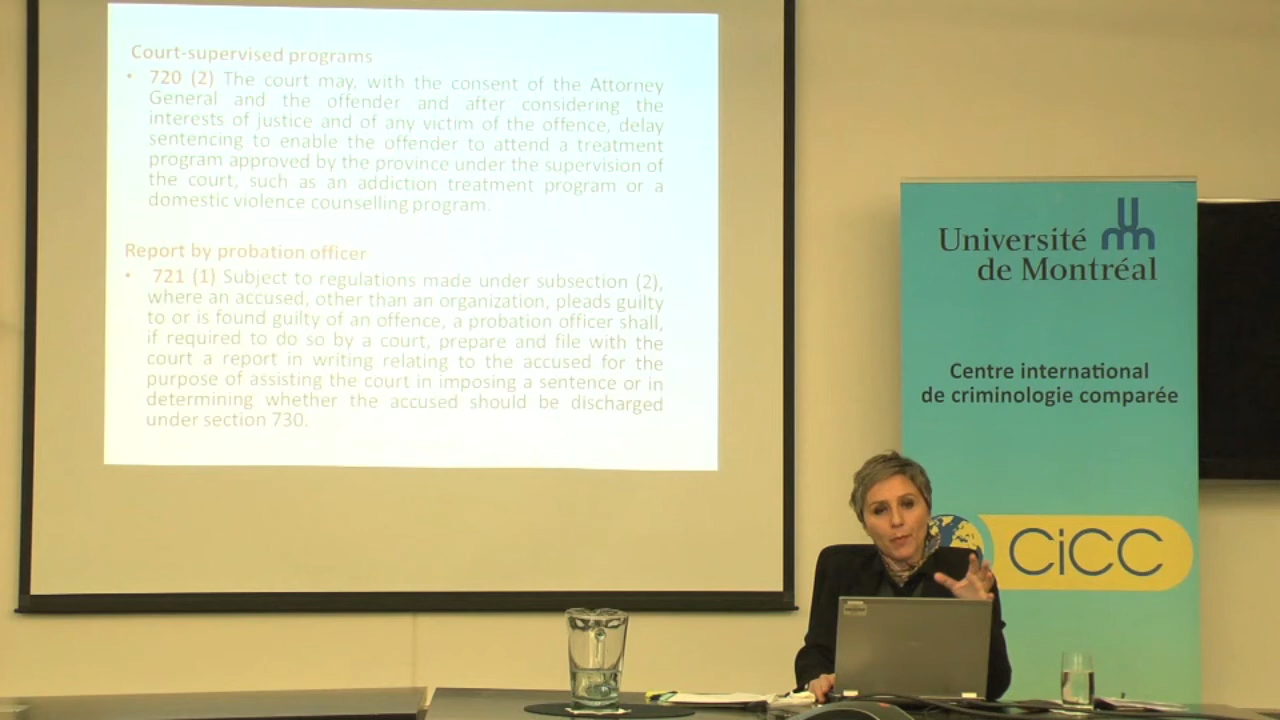 Court-supervised programs
• 720 (2) The court may, with the consent of the Attorney
General and the offender and after considering the
interests of justice and of any victim of the offence, delay
sentencing to enable the offender to attend a treatment
program approved by the province under the supervision of
the court, such as an addiction treatment program or a
domestic violence counselling program.
Report by probation officer
• 721 (1) Subject to regulations made under subsection (2),
where an accused, other than an organization, pleads guilty
to or is found guilty of an offence, a probation officer shall,
if required to do so by a court, prepare and file with the
court a report in writing relating to the accused for the
purpose of assisting the court in imposing a sentence or in
determining whether the accused should be discharged
under section 730.
Université
de Montréal
Centre international
de criminologie comparée
CiCC